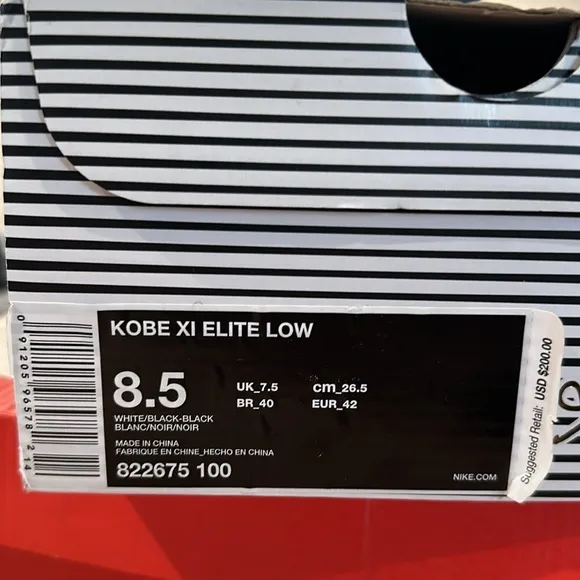 KOBE XI ELITE LOW
8.5
UK_7.5 cm_26.5
BR_40 EUR_42
WHITE/BLACK-BLACK
BLANC/NOIR/NOIR
MADE IN CHINA
FABRIQUE EN CHINE_HECHO EN CHINA
822675 100
NIKE.COM
0 91205 96578 2 14
Suggested Retail: USD $200.00